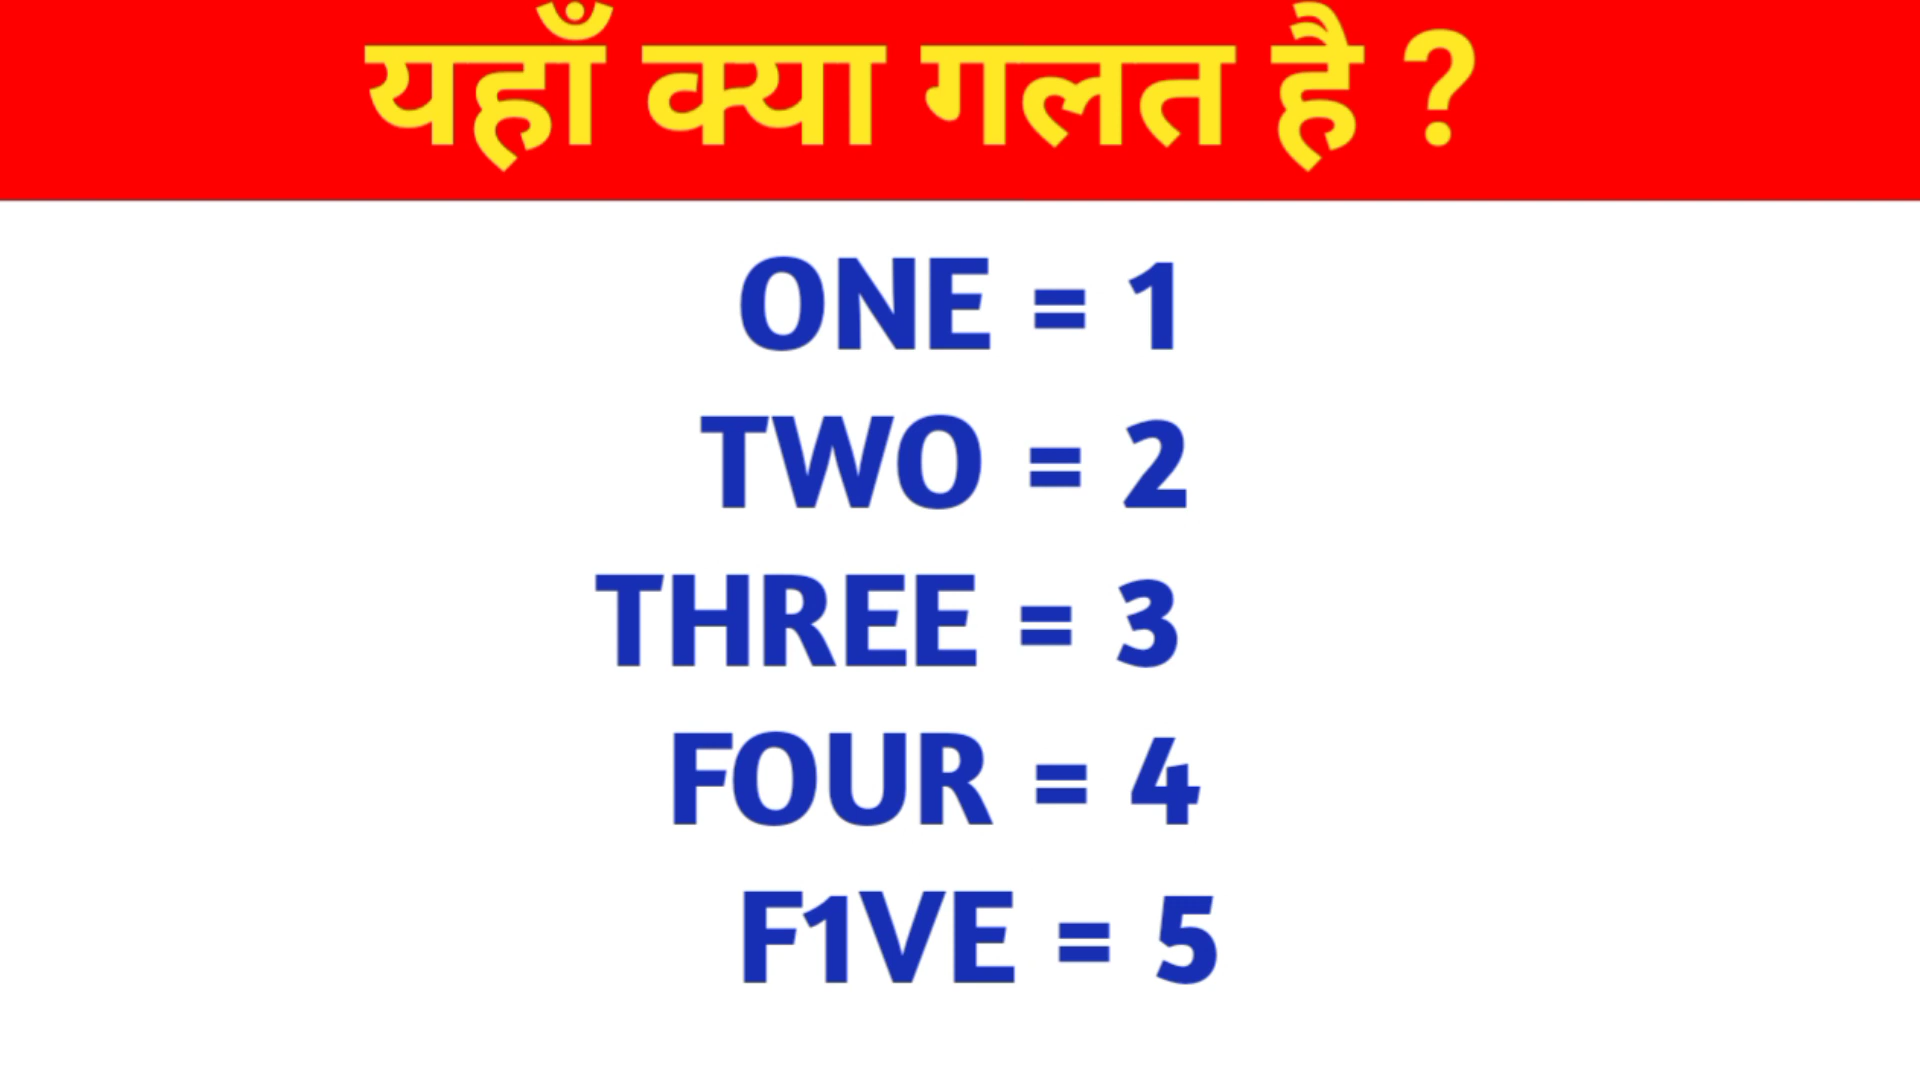 यहाँ क्या गलत है ?
ONE = 1
TWO = 2
THREE = 3
FOUR = 4
F1VE = 5